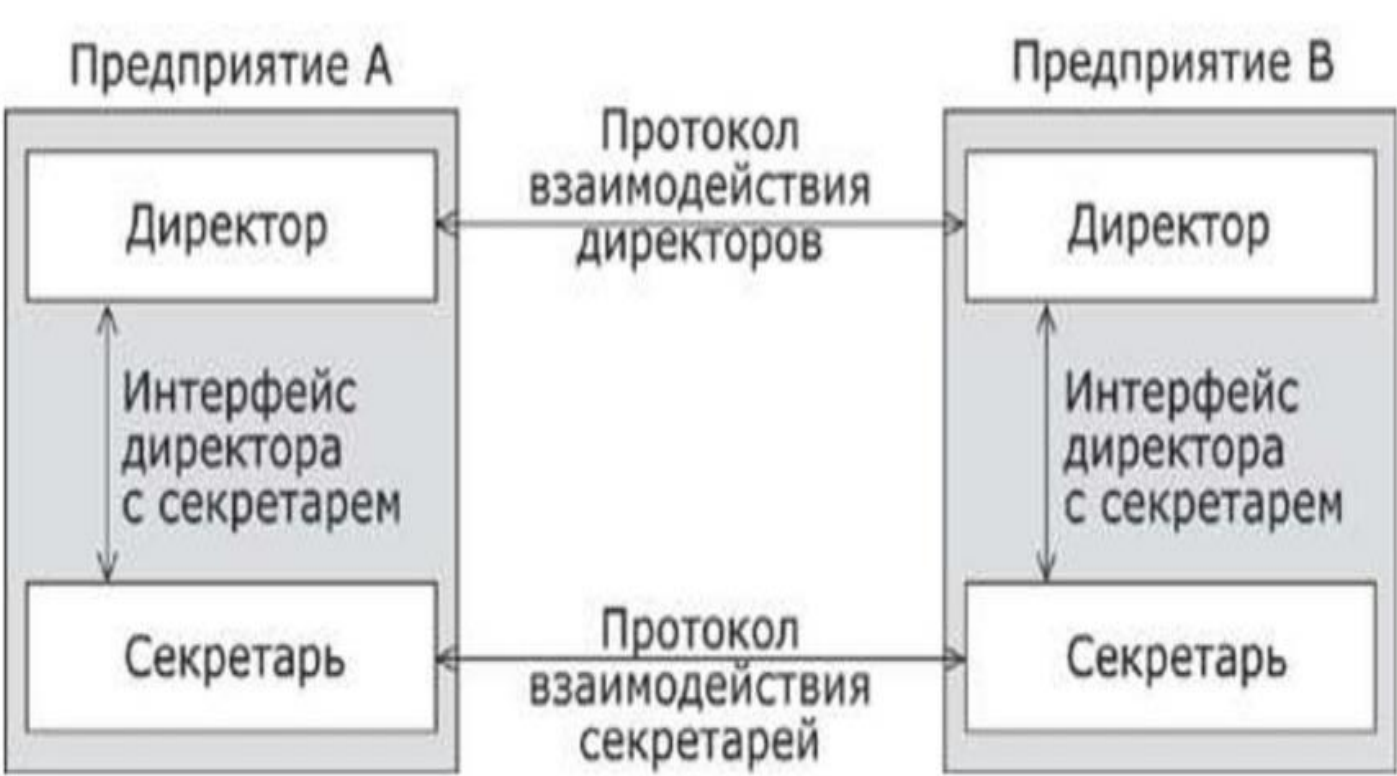 Предприятие А
Предприятие В
Протокол
взаимодействия
директоров
Директор
Директор
Интерфейс
директора
с секретарем
Интерфейс
директора
с секретарем
Секретарь
Протокол
взаимодействия
секретарей
Секретарь